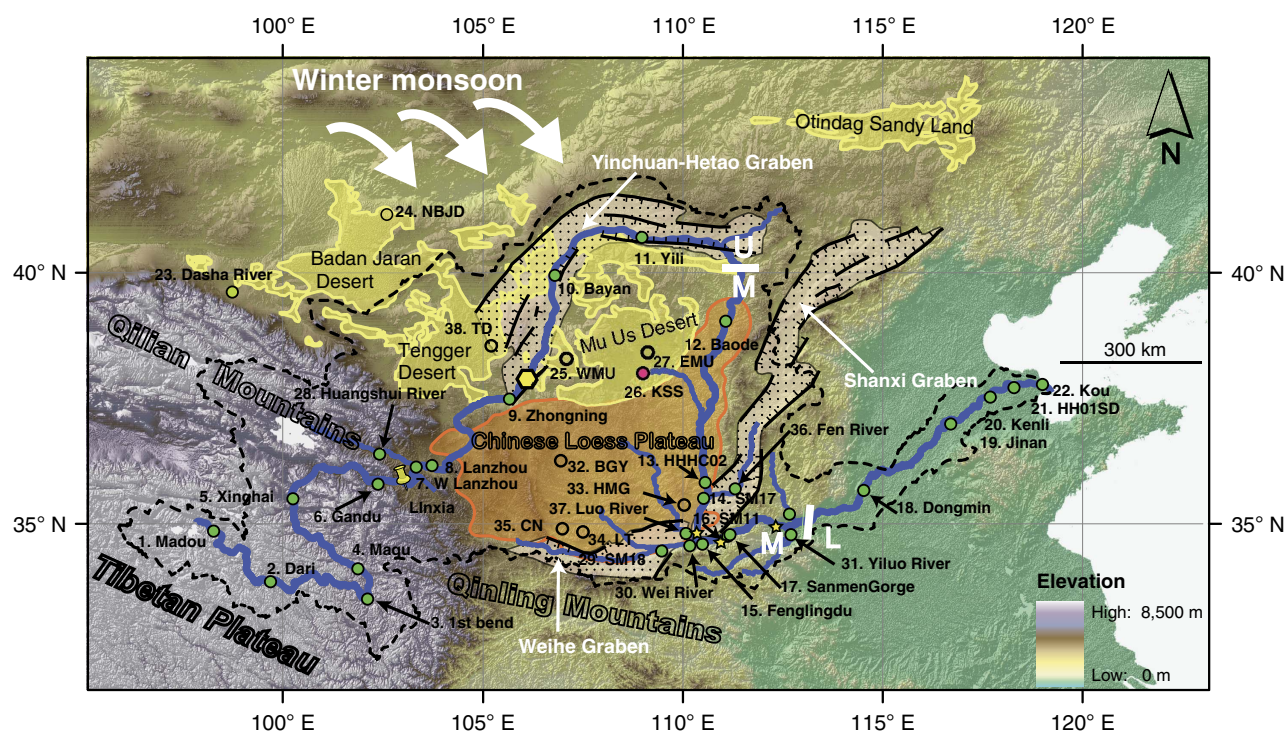 100° E
105° E
110° E
115° E
120° E
Winter monsoon
Otindag Sandy Land
N
Yinchuan-Hetao Graben
24. NBJD
Badan Jaran
Desert
23. Dasha River
40° N
40° N
11. Yili
U
M
10. Bayan
Mu Us Desert
38. TD
Tengger
Desert
12. Baode
27. EMU
25. WMU
26. KSS
300 km
Shanxi Graben
Qilian Mountains
28. Huangshui River
9. Zhongning
22. Kou
21. HH01SD
20. Kenli
19. Jinan
36. Fen River
Chinese Loess Plateau
13. HHHC02
8. Lanzhou
7. W Lanzhou
32. BGY
33. HMG
Linxia
5. Xinghai
6. Gandu
14. SM17
37. Luo River
18. Dongmin
35. CN
16. SM11
35° N
35° N
34. LT
M
L
1. Madou
4. Maqu
29. SM18
31. Yiluo River
2. Dari
30. Wei River
17. SanmenGorge
15. Fenglingdu
3. 1st bend
Tibetan Plateau
Qinling Mountains
Weihe Graben
Elevation
High: 8,500 m
Low: 0 m
100° E
105° E
110° E
115° E
120° E